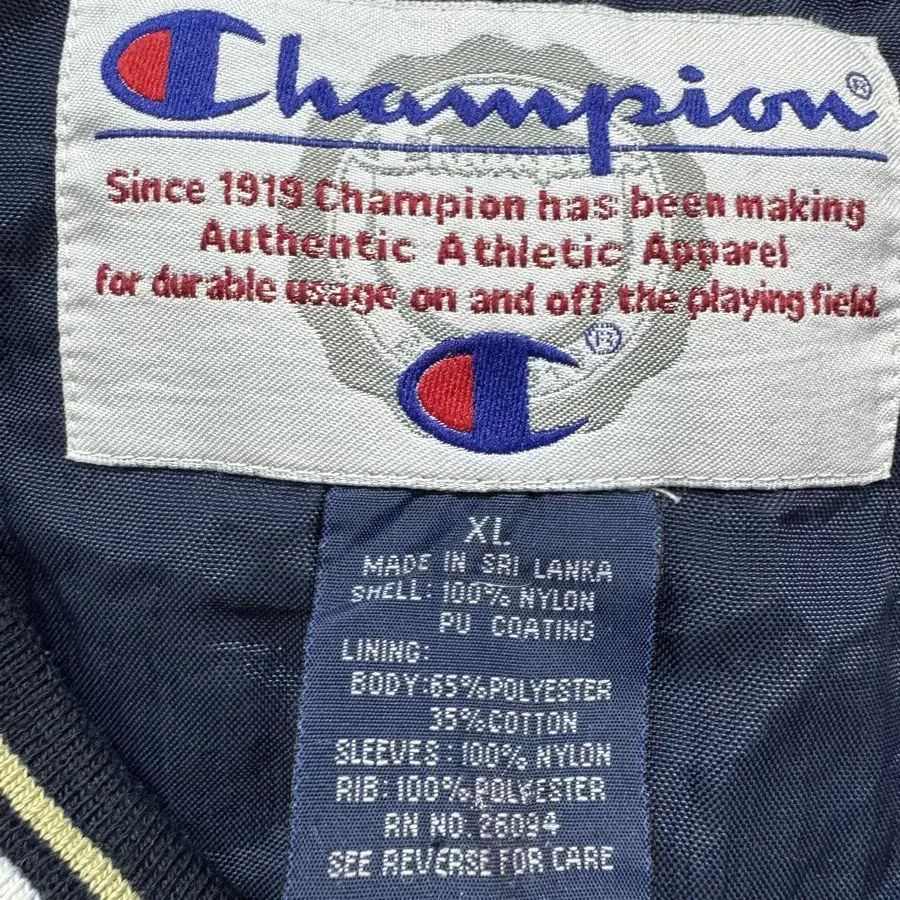 Champion®
Since 1919 Champion has been making
Authentic Athletic Apparel
for durable usage on and off the playing field.
®
XL
MADE IN SRI LANKA
SHELL: 100% NYLON
PU COATING
LINING:
BODY:65%POLYESTER
35%COTTON
SLEEVES: 100% NYLON
RIB: 100% POLYESTER
RN NO. 26094
SEE REVERSE FOR CARE